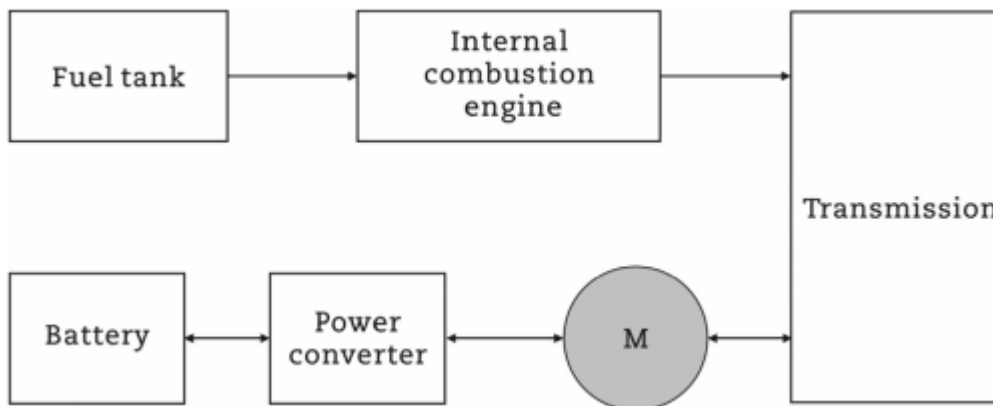 Fuel tank
Internal
combustion
engine
Transmission
Battery
Power
converter
M